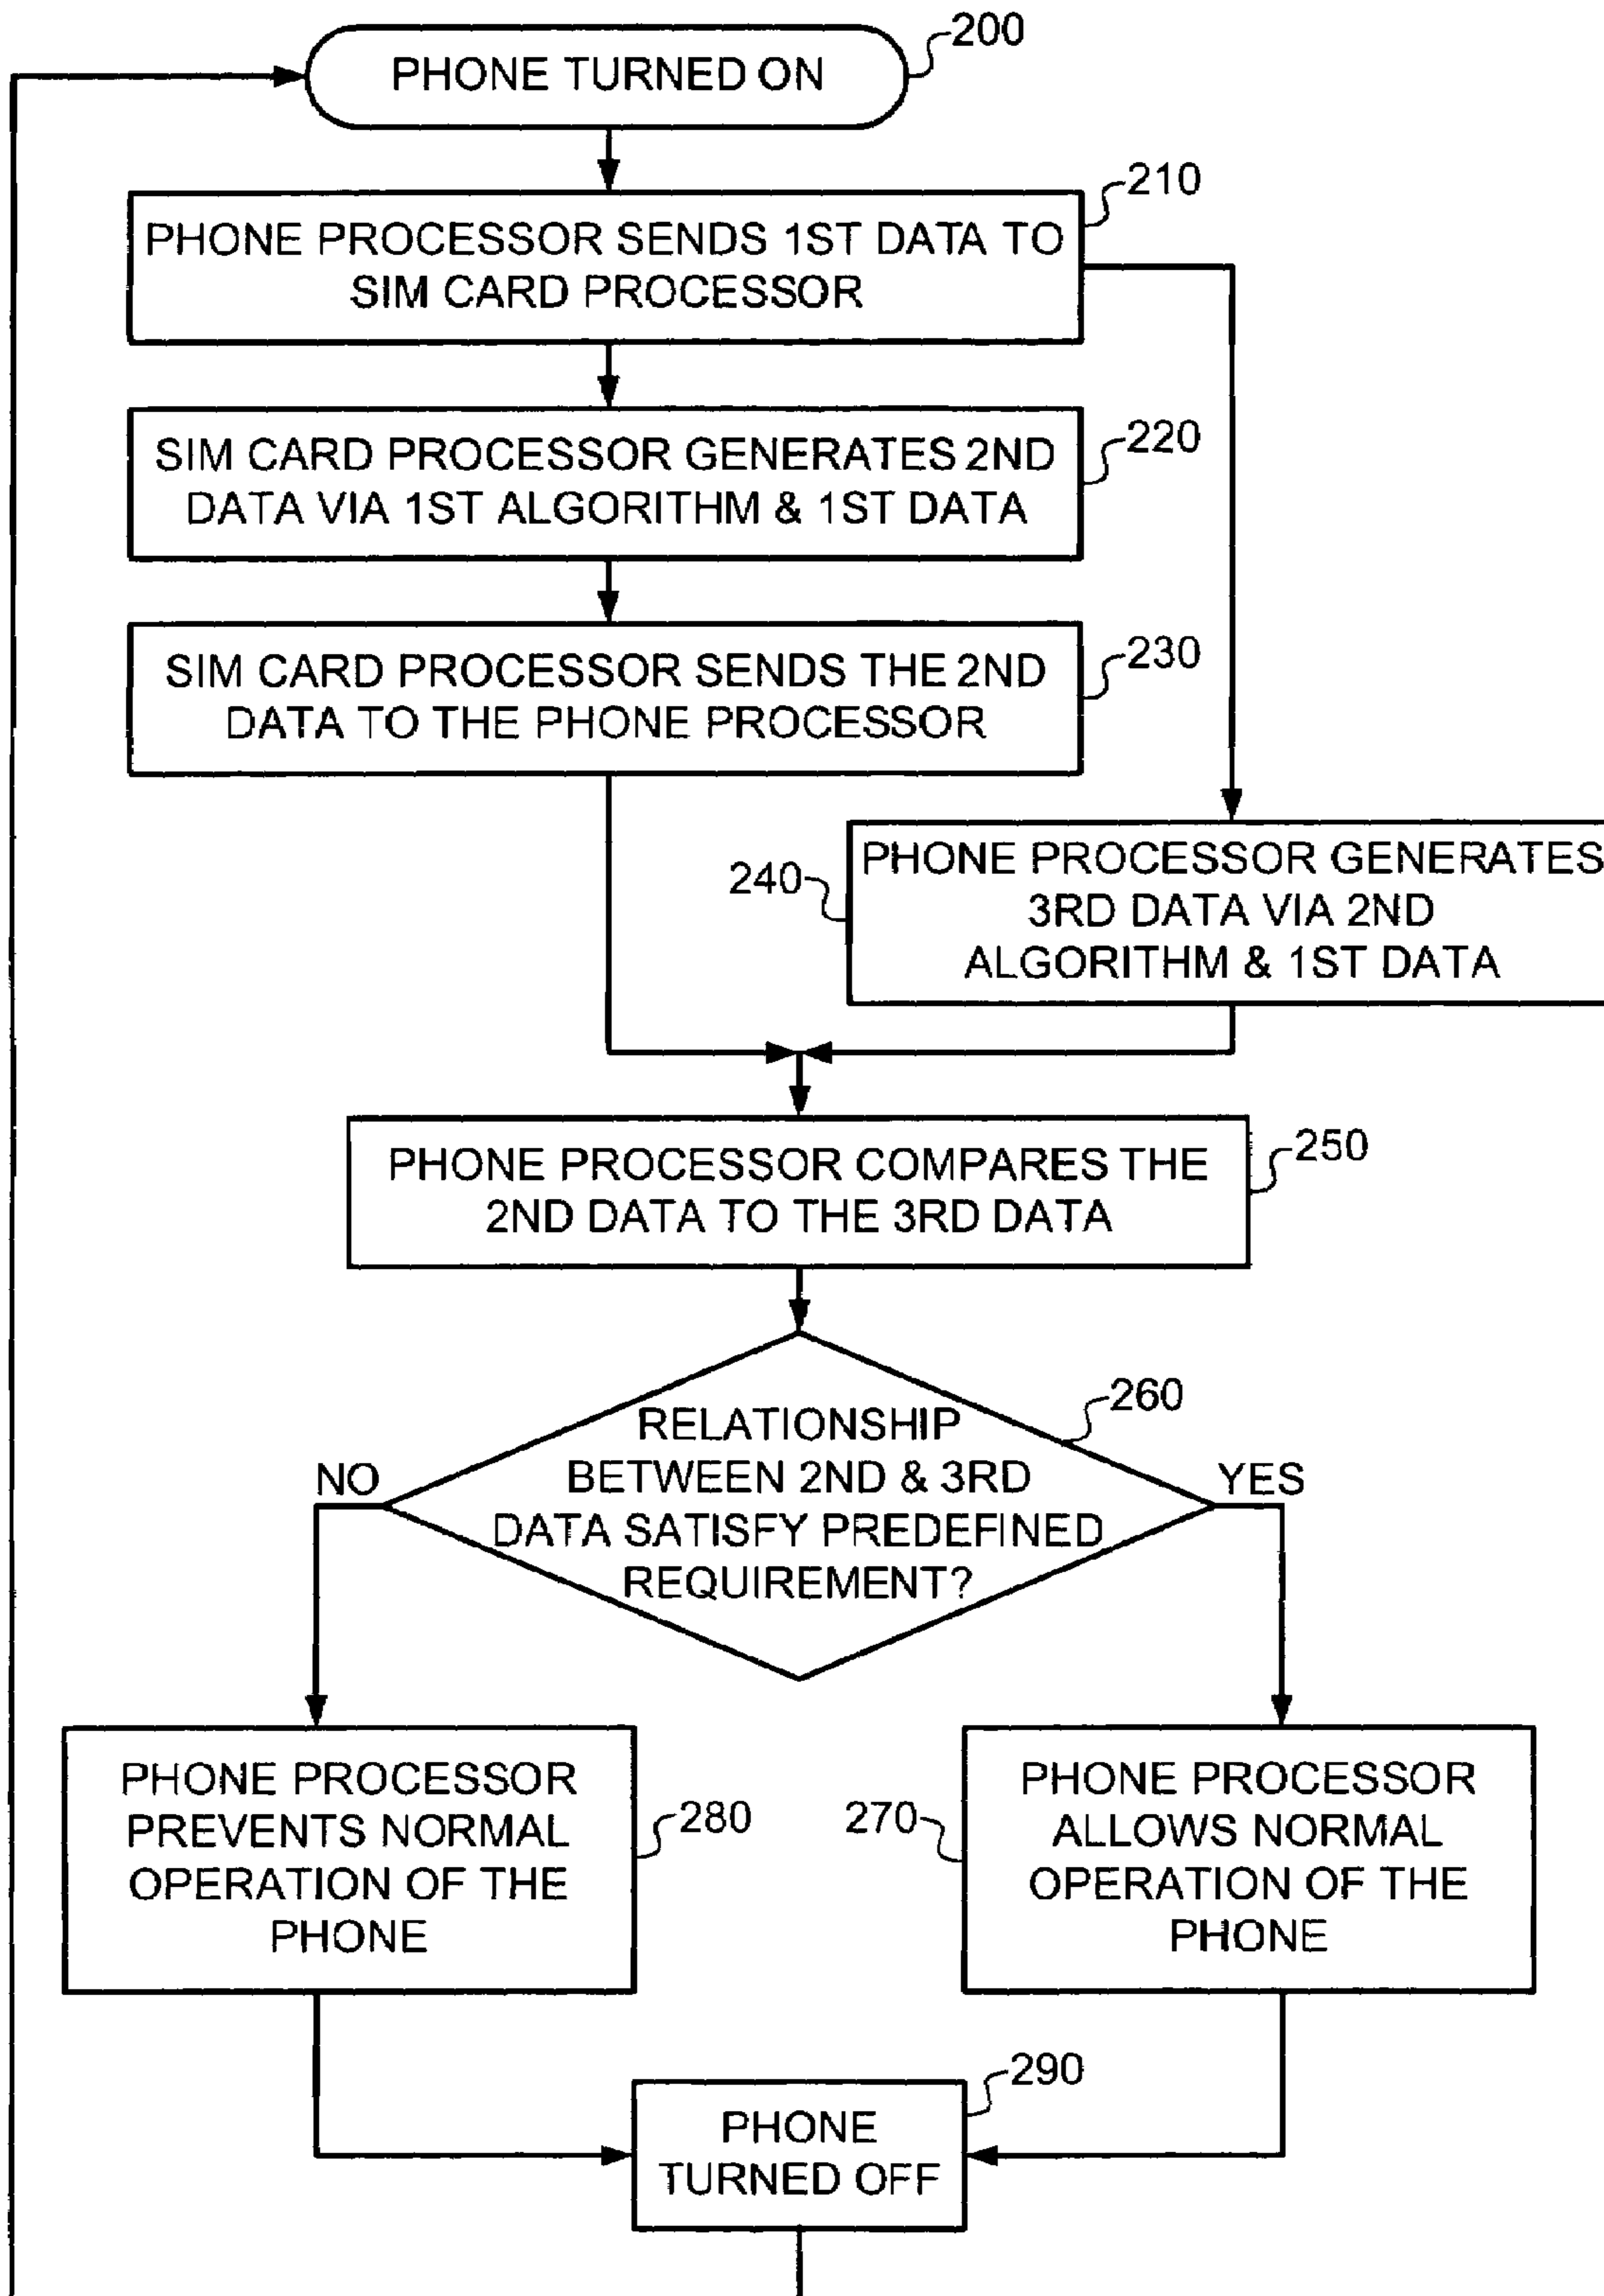 200
PHONE TURNED ON
210
PHONE PROCESSOR SENDS 1ST DATA TO
SIM CARD PROCESSOR
220
SIM CARD PROCESSOR GENERATES 2ND
DATA VIA 1ST ALGORITHM & 1ST DATA
230
SIM CARD PROCESSOR SENDS THE 2ND
DATA TO THE PHONE PROCESSOR
240
PHONE PROCESSOR GENERATES
3RD DATA VIA 2ND
ALGORITHM & 1ST DATA
250
PHONE PROCESSOR COMPARES THE
2ND DATA TO THE 3RD DATA
260
RELATIONSHIP
BETWEEN 2ND & 3RD
DATA SATISFY PREDEFINED
REQUIREMENT?
NO
YES
PHONE PROCESSOR
PREVENTS NORMAL
OPERATION OF THE
PHONE
280
270
PHONE PROCESSOR
ALLOWS NORMAL
OPERATION OF THE
PHONE
290
PHONE
TURNED OFF